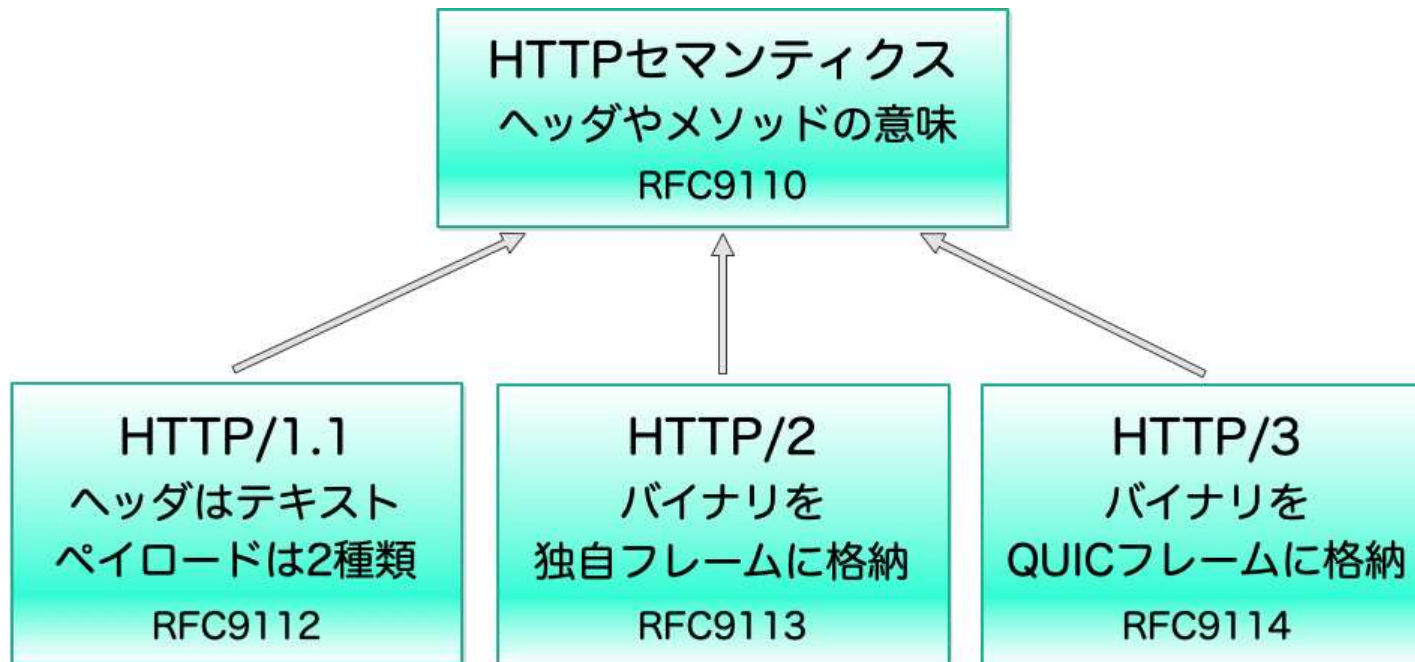 HTTPセマンティクス
ヘッダやメソッドの意味
RFC9110
HTTP/1.1
ヘッダはテキスト
ペイロードは2種類
RFC9112
HTTP/2
バイナリを
独自フレームに格納
RFC9113
HTTP/3
バイナリを
QUICフレームに格納
RFC9114